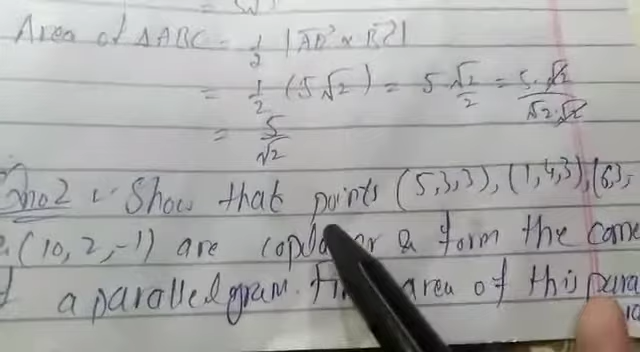 Area of ΔABC = 1/2 |AB × BC|
= 1/2 (5√2) = 5√2/2 = 5·√2/√2·√2
= 5/√2
no2 :- Show that points (5,3,3), (1,4,3), (6,3,
(10, 2, -1) are & form the
a parallelogram. area of this para